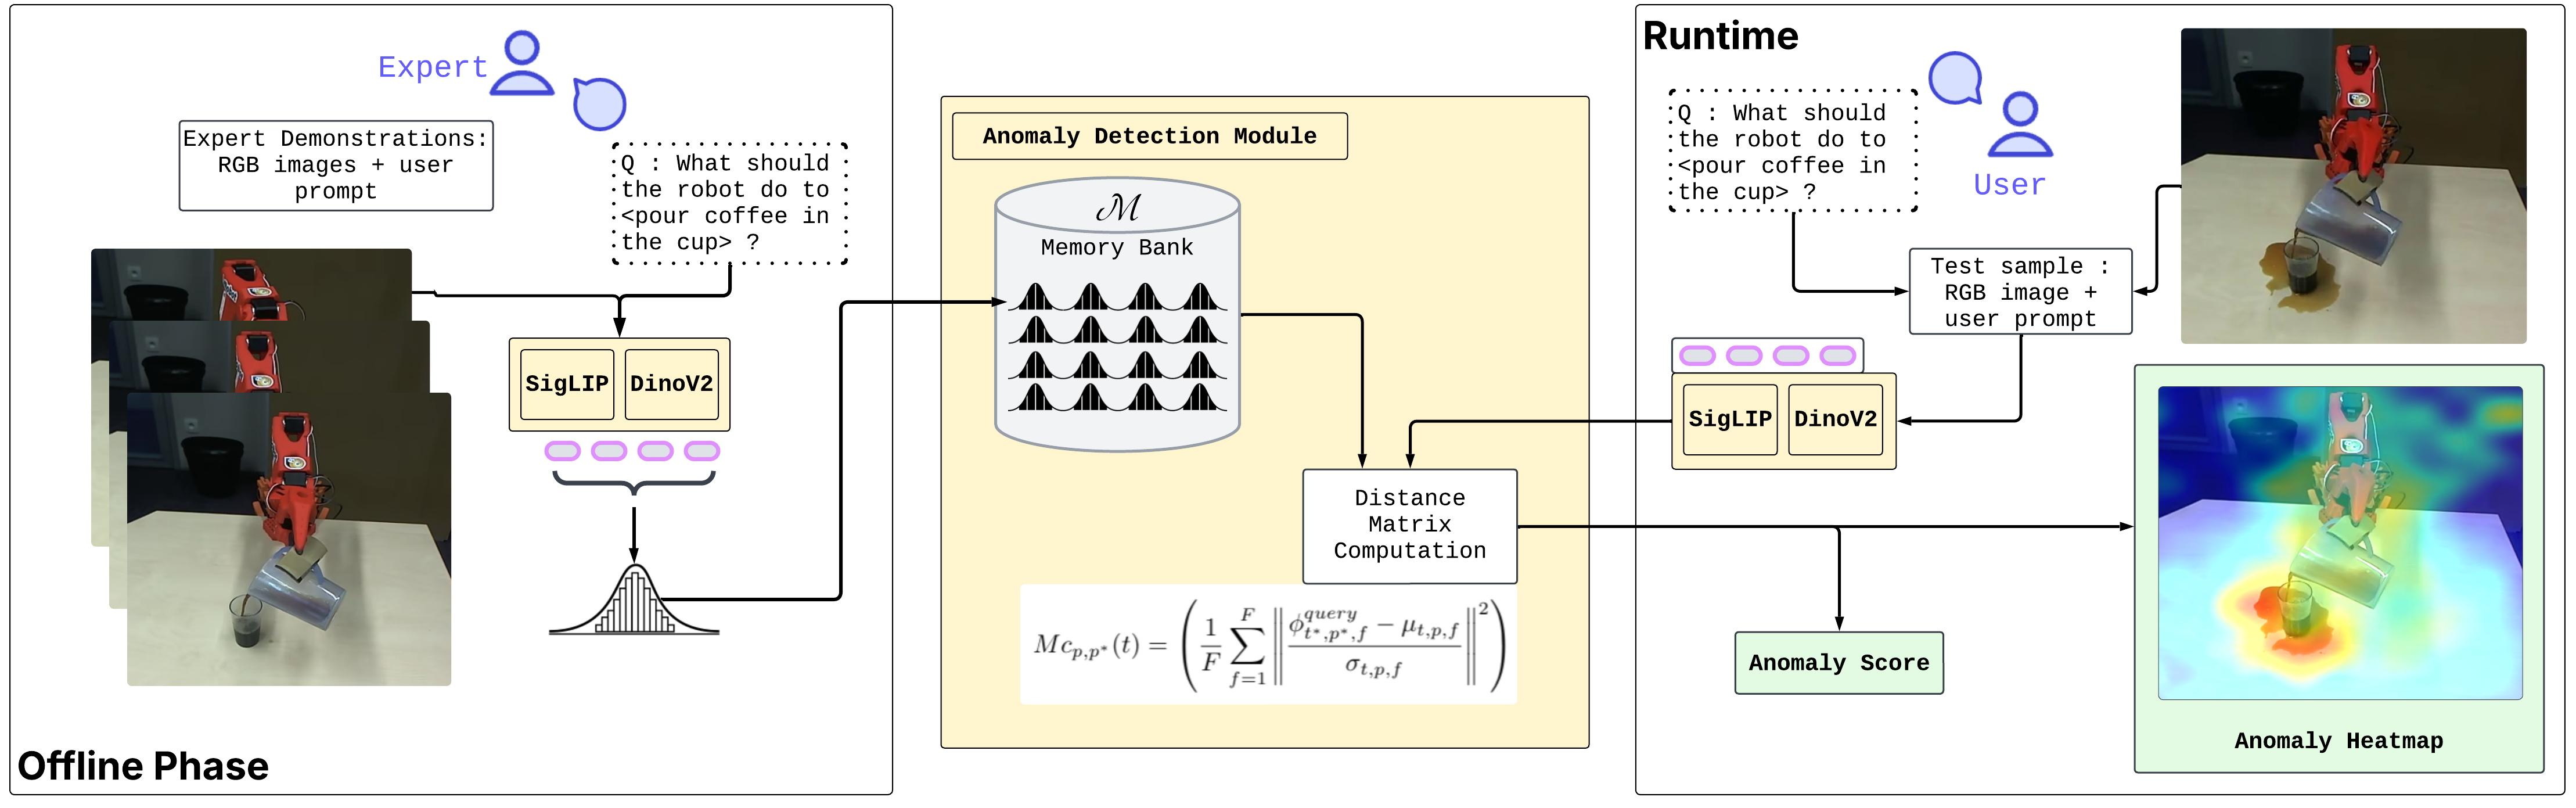 Expert
Expert Demonstrations:
RGB images + user
prompt
Q : What should
the robot do to
<pour coffee in
the cup> ?
SigLIP
DinoV2
Offline Phase
Anomaly Detection Module
ℳ
Memory Bank
Distance
Matrix
Computation
Mc_{p,p*}(t) = ( \frac{1}{F} \sum_{f=1}^{F} \left\| \frac{\phi^{query}_{t*,p*,f} - \mu_{t,p,f}}{\sigma_{t,p,f}} \right\|^2 )
Runtime
Q : What should
the robot do to
<pour coffee in
the cup> ?
User
Test sample :
RGB image +
user prompt
SigLIP
DinoV2
Anomaly Score
Anomaly Heatmap